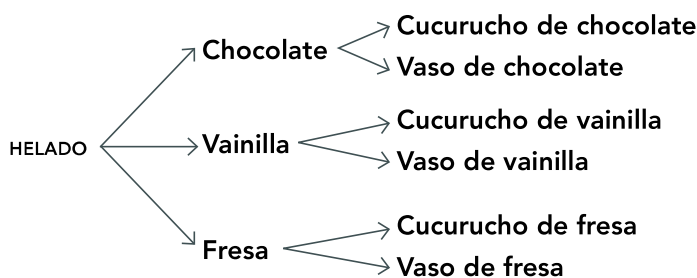 HELADO
Chocolate
Cucurucho de chocolate
Vaso de chocolate
Vainilla
Cucurucho de vainilla
Vaso de vainilla
Fresa
Cucurucho de fresa
Vaso de fresa